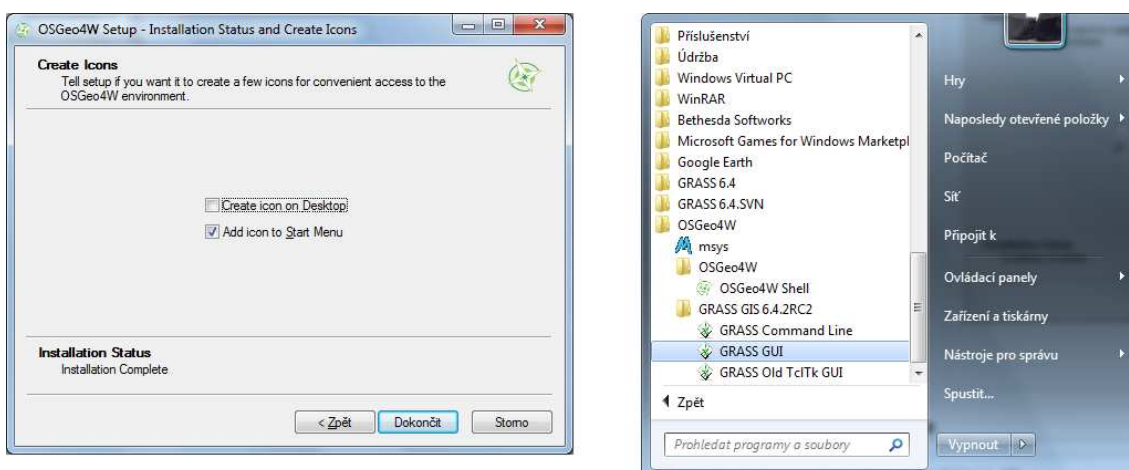 OSGeo4W Setup - Installation Status and Create Icons
Create Icons
Tell setup if you want it to create a few icons for convenient access to the
OSGeo4W environment.
Create icon on Desktop
Add icon to Start Menu
Installation Status
Installation Complete
< Zpět
Dokončit
Storno
Příslušenství
Údržba
Windows Virtual PC
WinRAR
Bethesda Softworks
Microsoft Games for Windows Marketpl
Google Earth
GRASS 6.4
GRASS 6.4.SVN
OSGeo4W
msys
OSGeo4W
OSGeo4W Shell
GRASS GIS 6.4.2RC2
GRASS Command Line
GRASS GUI
GRASS Old TclTk GUI
Zpět
Prohledat programy a soubory
Hry
Naposledy otevřené položky
Počítač
Síť
Připojit k
Ovládací panely
Zařízení a tiskárny
Nástroje pro správu
Spustit...
Vypnout